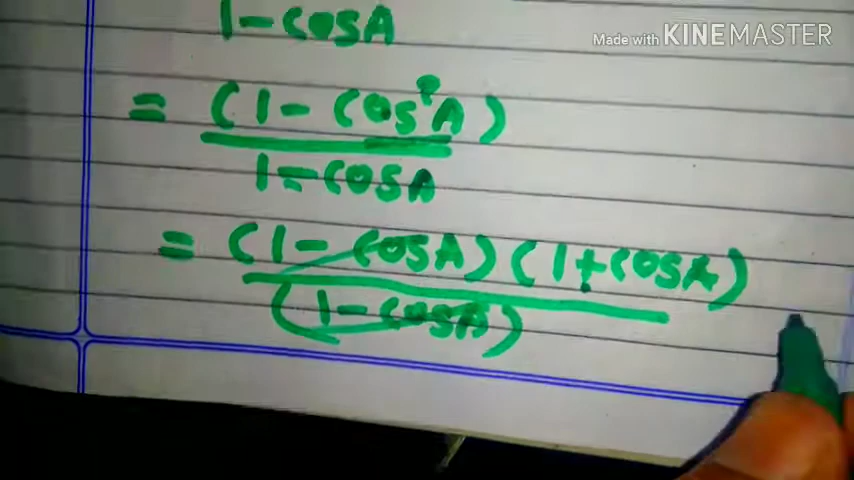 1-cosA
Made with KINEMASTER
= (1- cos²A)
1-cosA
= (1- cosA) (1+cosA)
(1-cosA)